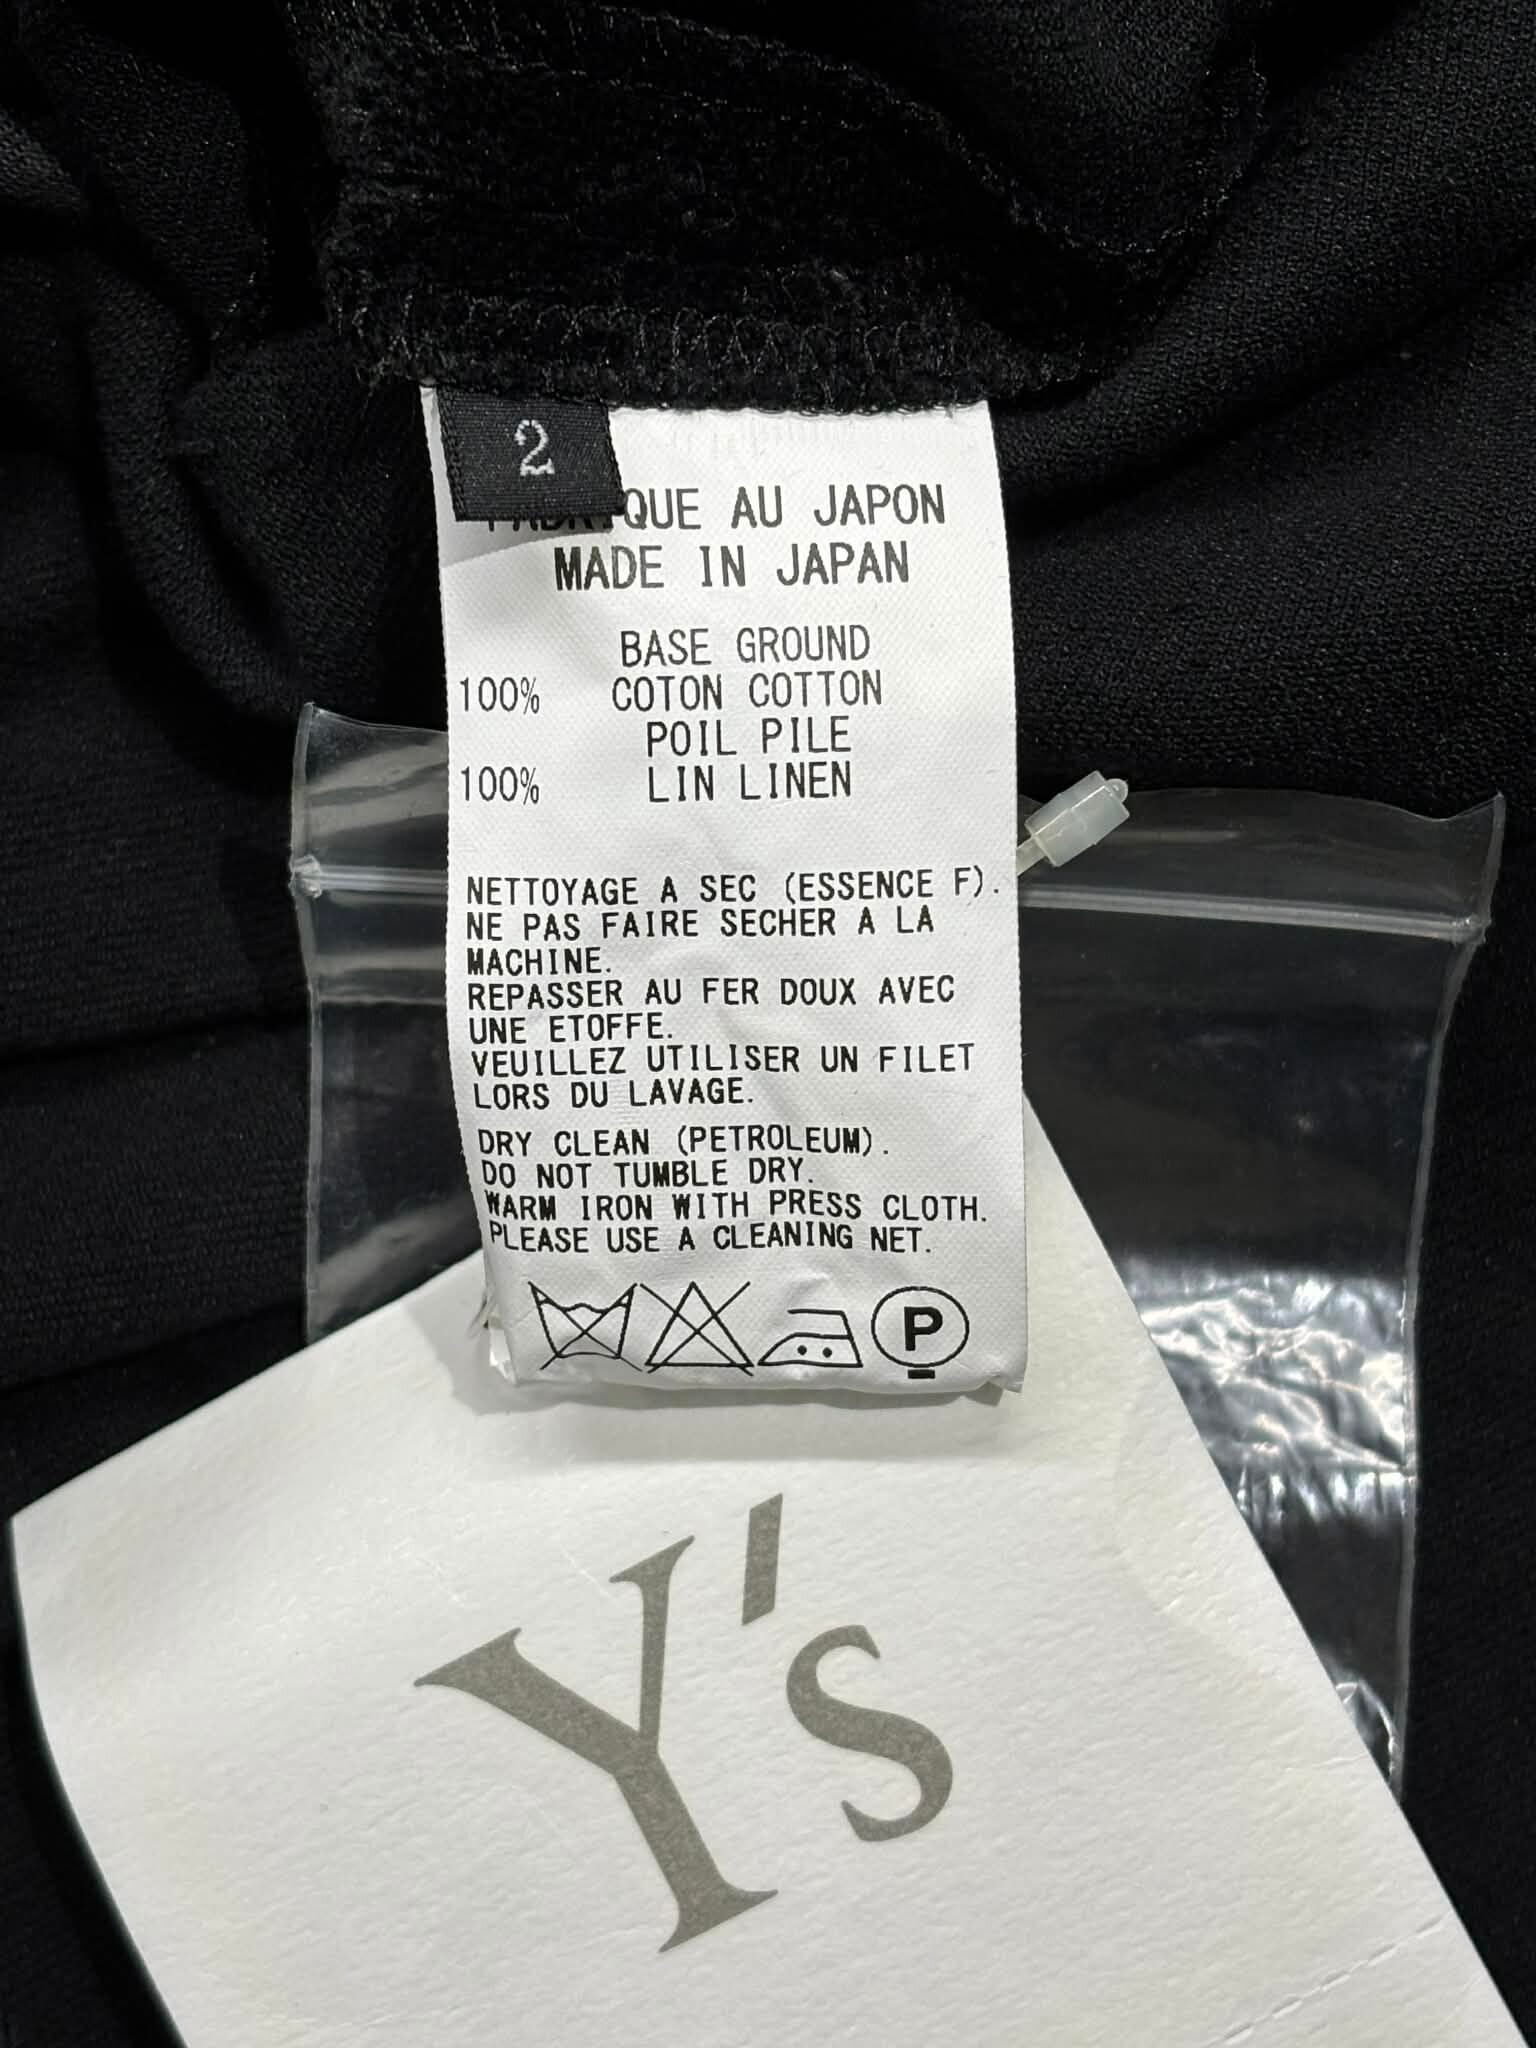 2
FABRIQUE AU JAPON
MADE IN JAPAN
BASE GROUND
100% COTON COTTON
POIL PILE
100% LIN LINEN
NETTOYAGE A SEC (ESSENCE F).
NE PAS FAIRE SECHER A LA
MACHINE.
REPASSER AU FER DOUX AVEC
UNE ETOFFE.
VEUILLEZ UTILISER UN FILET
LORS DU LAVAGE.
DRY CLEAN (PETROLEUM).
DO NOT TUMBLE DRY.
WARM IRON WITH PRESS CLOTH.
PLEASE USE A CLEANING NET.
P
Y's